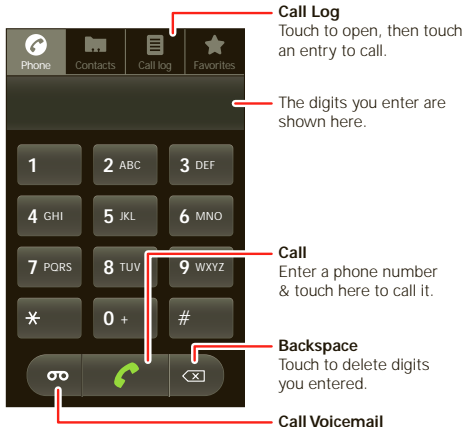 Call Log
Touch to open, then touch
an entry to call.
Phone
Contacts
Call log
Favorites
The digits you enter are
shown here.
1
2 ABC
3 DEF
4 GHI
5 JKL
6 MNO
7 PQRS
8 TUV
9 WXYZ
Call
Enter a phone number
& touch here to call it.
*
0 +
#
Backspace
Touch to delete digits
you entered.
Call Voicemail